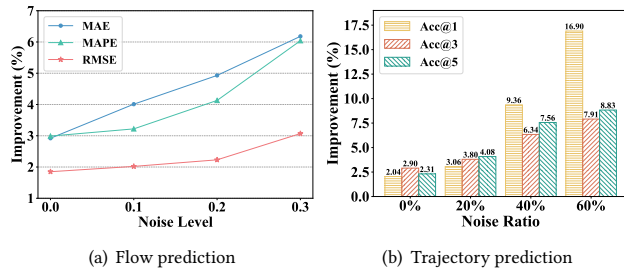 Improvement (%)
7
6
5
4
3
2
1
MAE
MAPE
RMSE
0.0 0.1 0.2 0.3
Noise Level
(a) Flow prediction
Improvement (%)
17.5
15.0
12.5
10.0
7.5
5.0
2.5
0.0
Acc@1
Acc@3
Acc@5
2.04 2.90 2.31
3.06 3.80 4.08
9.36 6.34 7.56
16.90 7.91 8.83
0% 20% 40% 60%
Noise Ratio
(b) Trajectory prediction